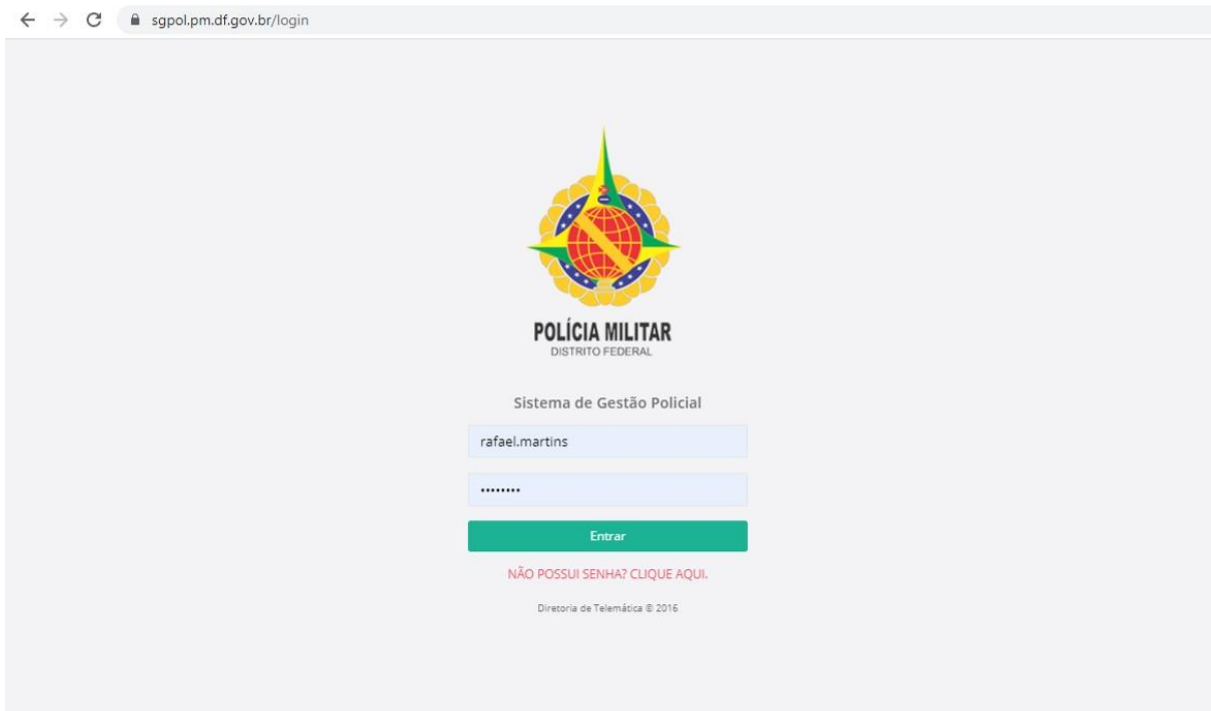 sgpol.pm.df.gov.br/login
POLÍCIA MILITAR
DISTRITO FEDERAL
Sistema de Gestão Policial
rafael.martins
••••••••
Entrar
NÃO POSSUI SENHA? CLIQUE AQUI.
Diretoria de Telemática © 2016